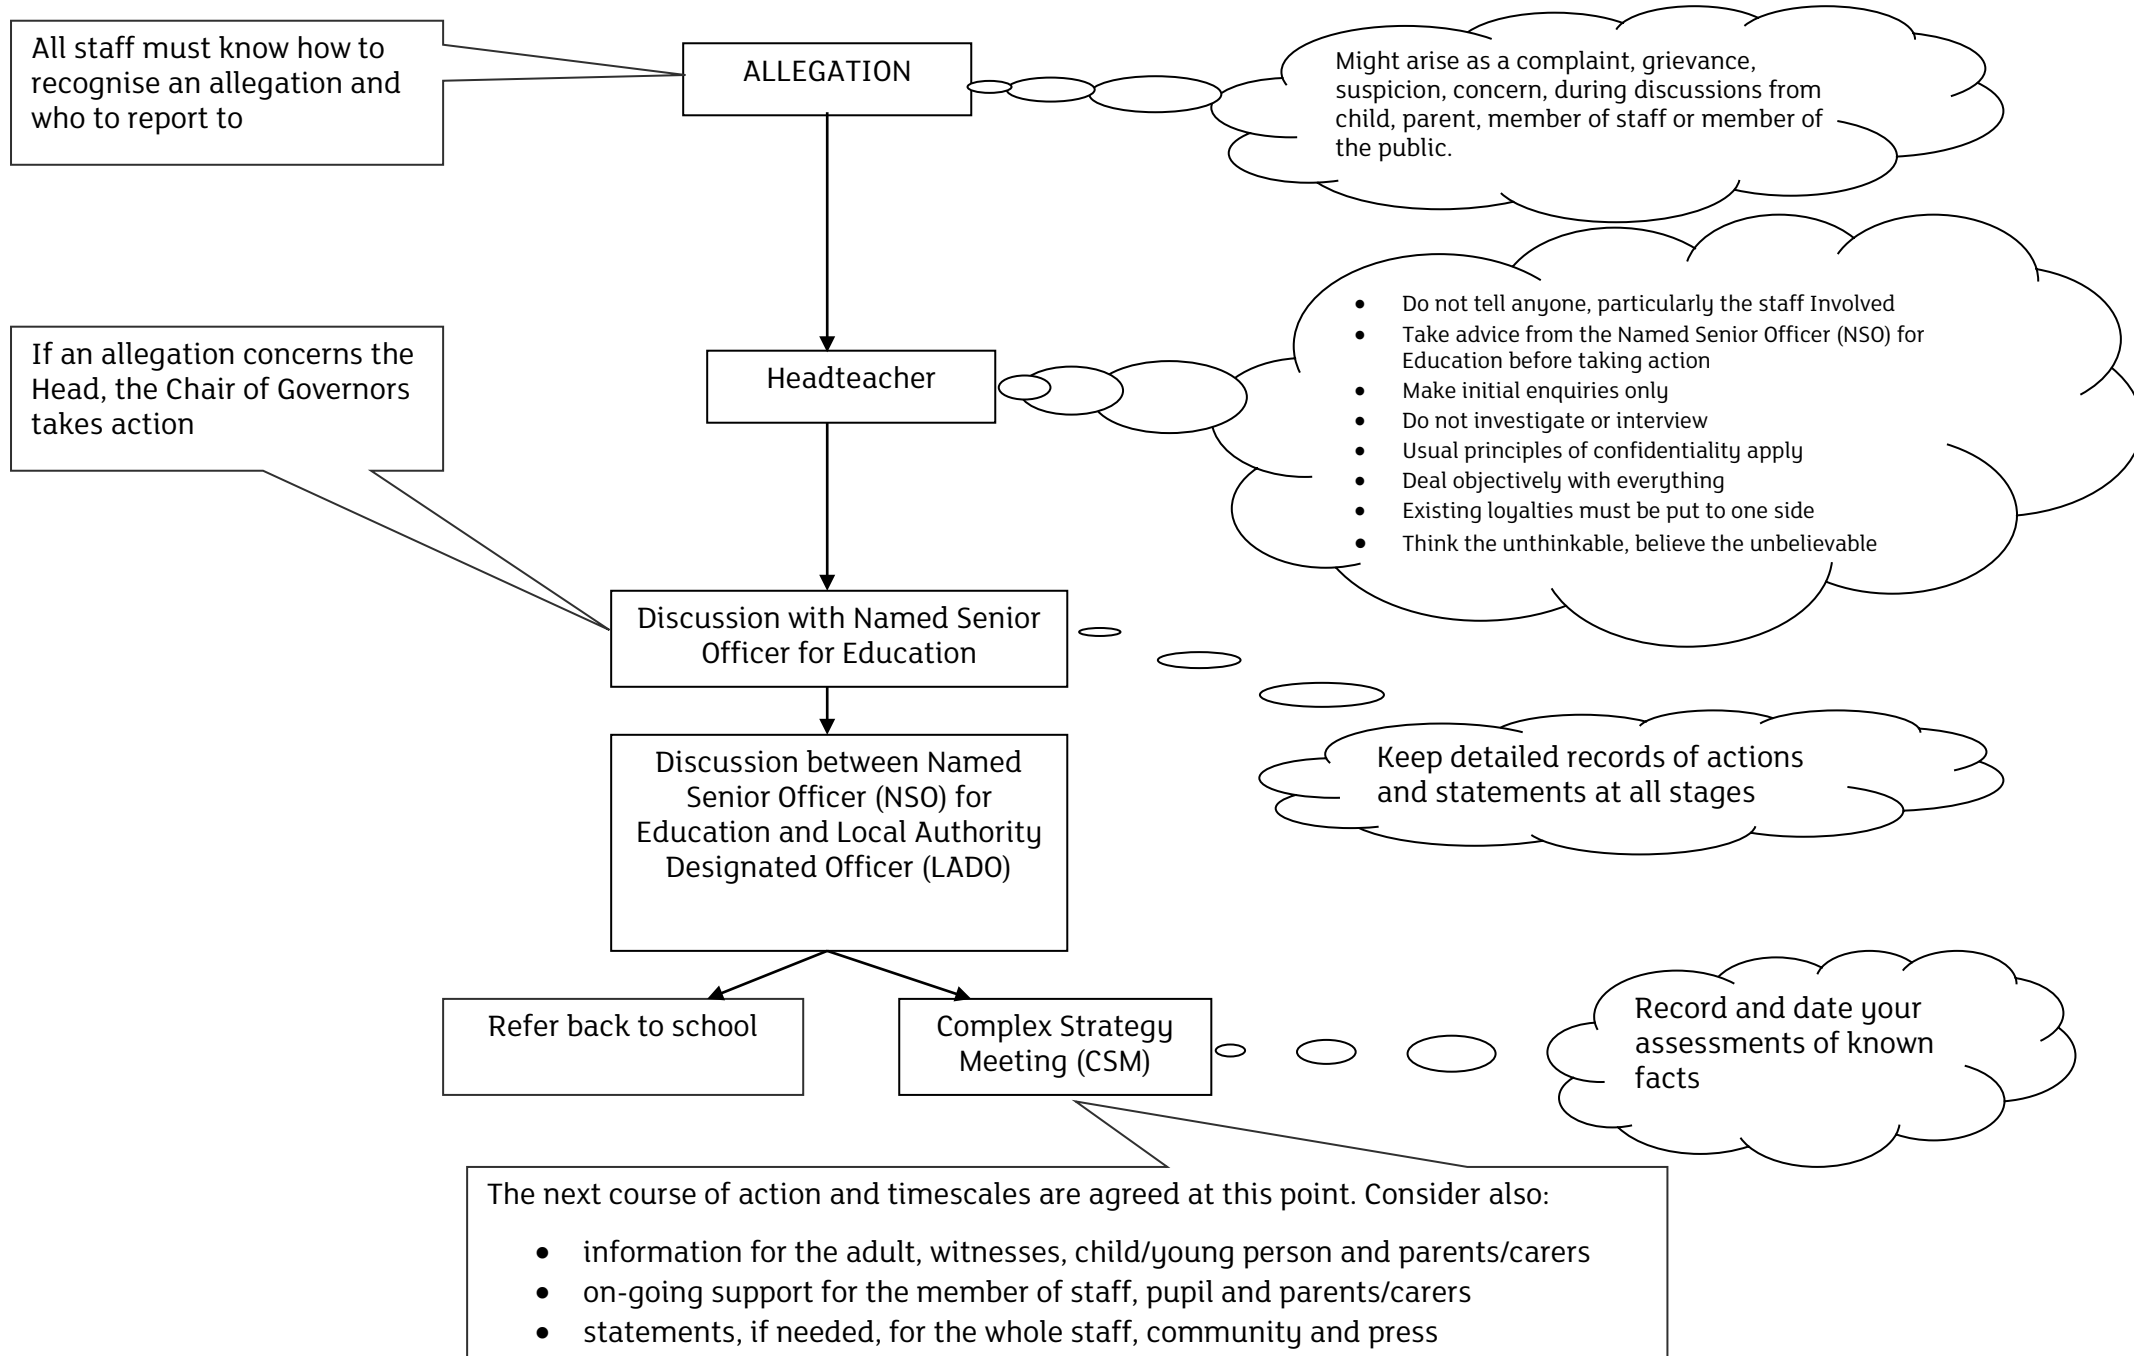 All staff must know how to
recognise an allegation and
who to report to
ALLEGATION
Might arise as a complaint, grievance,
suspicion, concern, during discussions from
child, parent, member of staff or member of
the public.
If an allegation concerns the
Head, the Chair of Governors
takes action
Headteacher
• Do not tell anyone, particularly the staff Involved
• Take advice from the Named Senior Officer (NSO) for
Education before taking action
• Make initial enquiries only
• Do not investigate or interview
• Usual principles of confidentiality apply
• Deal objectively with everything
• Existing loyalties must be put to one side
• Think the unthinkable, believe the unbelievable
Discussion with Named Senior
Officer for Education
Discussion between Named
Senior Officer (NSO) for
Education and Local Authority
Designated Officer (LADO)
Keep detailed records of actions
and statements at all stages
Refer back to school
Complex Strategy
Meeting (CSM)
Record and date your
assessments of known
facts
The next course of action and timescales are agreed at this point. Consider also:
• information for the adult, witnesses, child/young person and parents/carers
• on-going support for the member of staff, pupil and parents/carers
• statements, if needed, for the whole staff, community and press